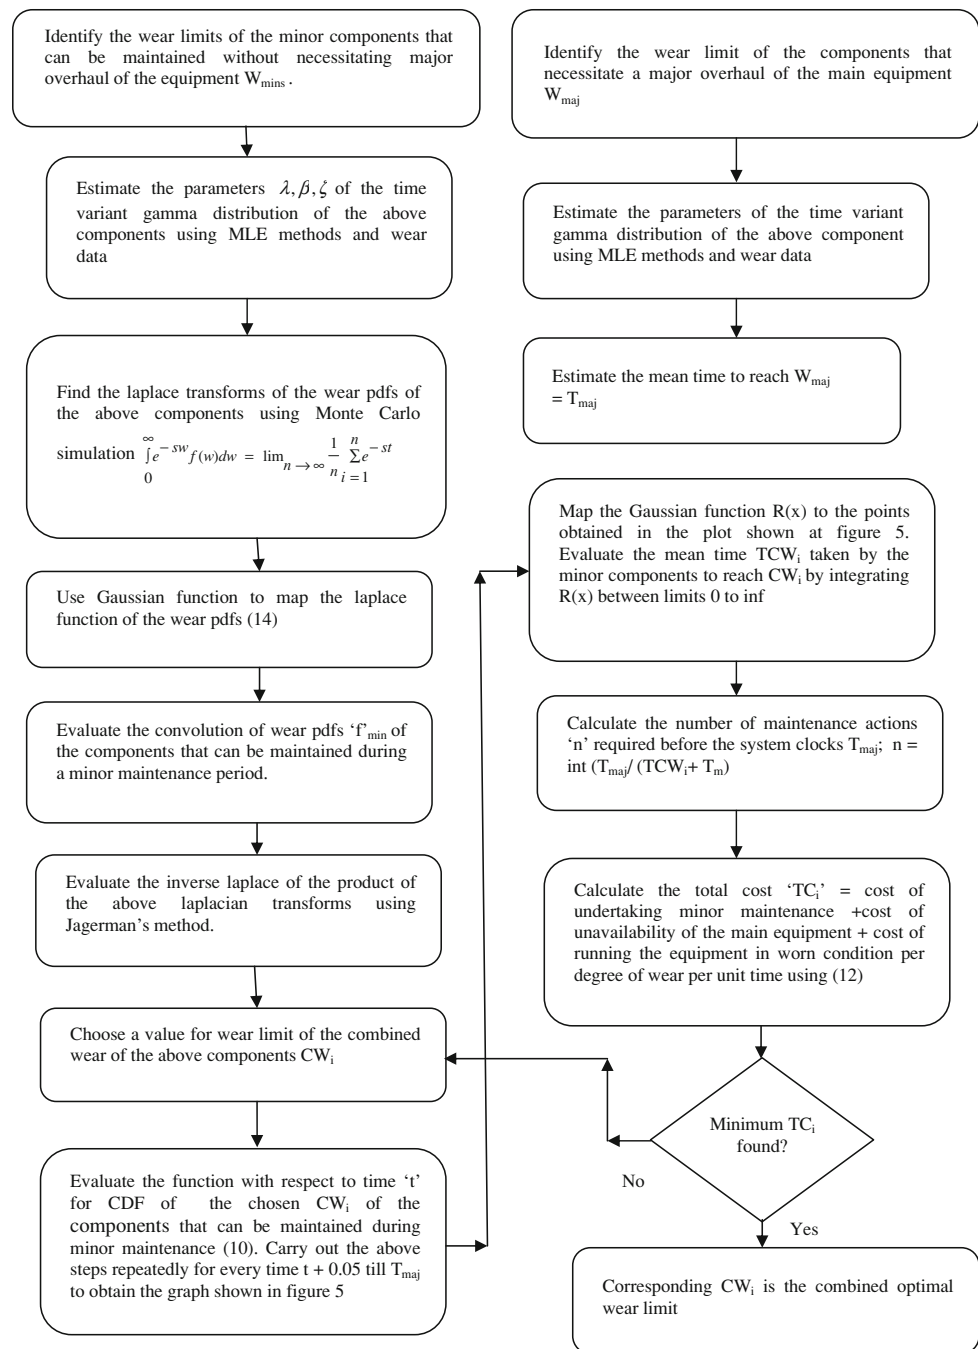 Identify the wear limits of the minor components that
can be maintained without necessitating major
overhaul of the equipment W_mins .
Estimate the parameters λ, β, ζ of the time
variant gamma distribution of the above
components using MLE methods and wear
data
Find the laplace transforms of the wear pdfs of
the above components using Monte Carlo
simulation ∫_0^∞ e^{-sw} f(w)dw = lim_{n→∞} 1/n Σ_{i=1}^n e^{-st}
Use Gaussian function to map the laplace
function of the wear pdfs (14)
Evaluate the convolution of wear pdfs ‘f’_min of
the components that can be maintained during
a minor maintenance period.
Evaluate the inverse laplace of the product of
the above laplacian transforms using
Jagerman’s method.
Choose a value for wear limit of the combined
wear of the above components CW_i
Evaluate the function with respect to time ‘t’
for CDF of the chosen CW_i of the
components that can be maintained during
minor maintenance (10). Carry out the above
steps repeatedly for every time t + 0.05 till T_maj
to obtain the graph shown in figure 5
Identify the wear limit of the components that
necessitate a major overhaul of the main equipment
W_maj
Estimate the parameters of the time variant
gamma distribution of the above component
using MLE methods and wear data
Estimate the mean time to reach W_maj
= T_maj
Map the Gaussian function R(x) to the points
obtained in the plot shown at figure 5.
Evaluate the mean time TCW_i taken by the
minor components to reach CW_i by integrating
R(x) between limits 0 to inf
Calculate the number of maintenance actions
‘n’ required before the system clocks T_maj; n =
int (T_maj/ (TCW_i+ T_m)
Calculate the total cost ‘TC_i’ = cost of
undertaking minor maintenance +cost of
unavailability of the main equipment + cost of
running the equipment in worn condition per
degree of wear per unit time using (12)
Minimum TC_i
found?
No
Yes
Corresponding CW_i is the combined optimal
wear limit